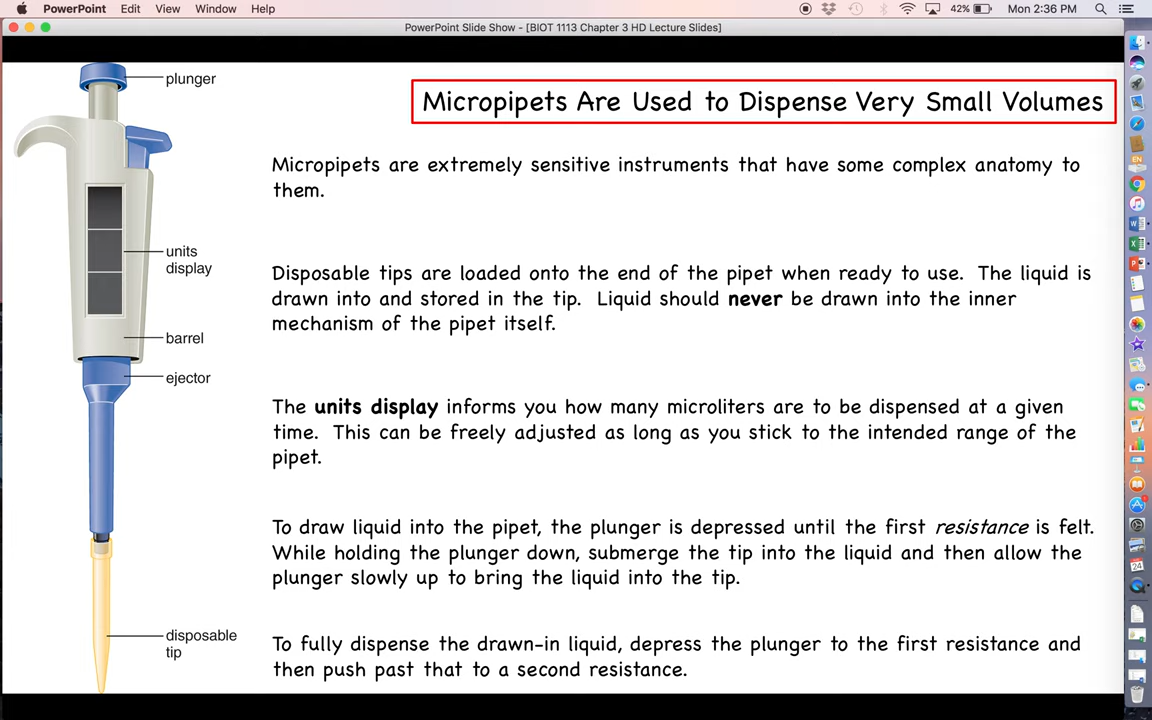 PowerPoint Edit View Window Help 42% Mon 2:36 PM
PowerPoint Slide Show - [BIOT 1113 Chapter 3 HD Lecture Slides]
plunger
units
display
barrel
ejector
disposable
tip
Micropipets Are Used to Dispense Very Small Volumes
Micropipets are extremely sensitive instruments that have some complex anatomy to
them.
Disposable tips are loaded onto the end of the pipet when ready to use. The liquid is
drawn into and stored in the tip. Liquid should never be drawn into the inner
mechanism of the pipet itself.
The units display informs you how many microliters are to be dispensed at a given
time. This can be freely adjusted as long as you stick to the intended range of the
pipet.
To draw liquid into the pipet, the plunger is depressed until the first resistance is felt.
While holding the plunger down, submerge the tip into the liquid and then allow the
plunger slowly up to bring the liquid into the tip.
To fully dispense the drawn-in liquid, depress the plunger to the first resistance and
then push past that to a second resistance.
EN
24